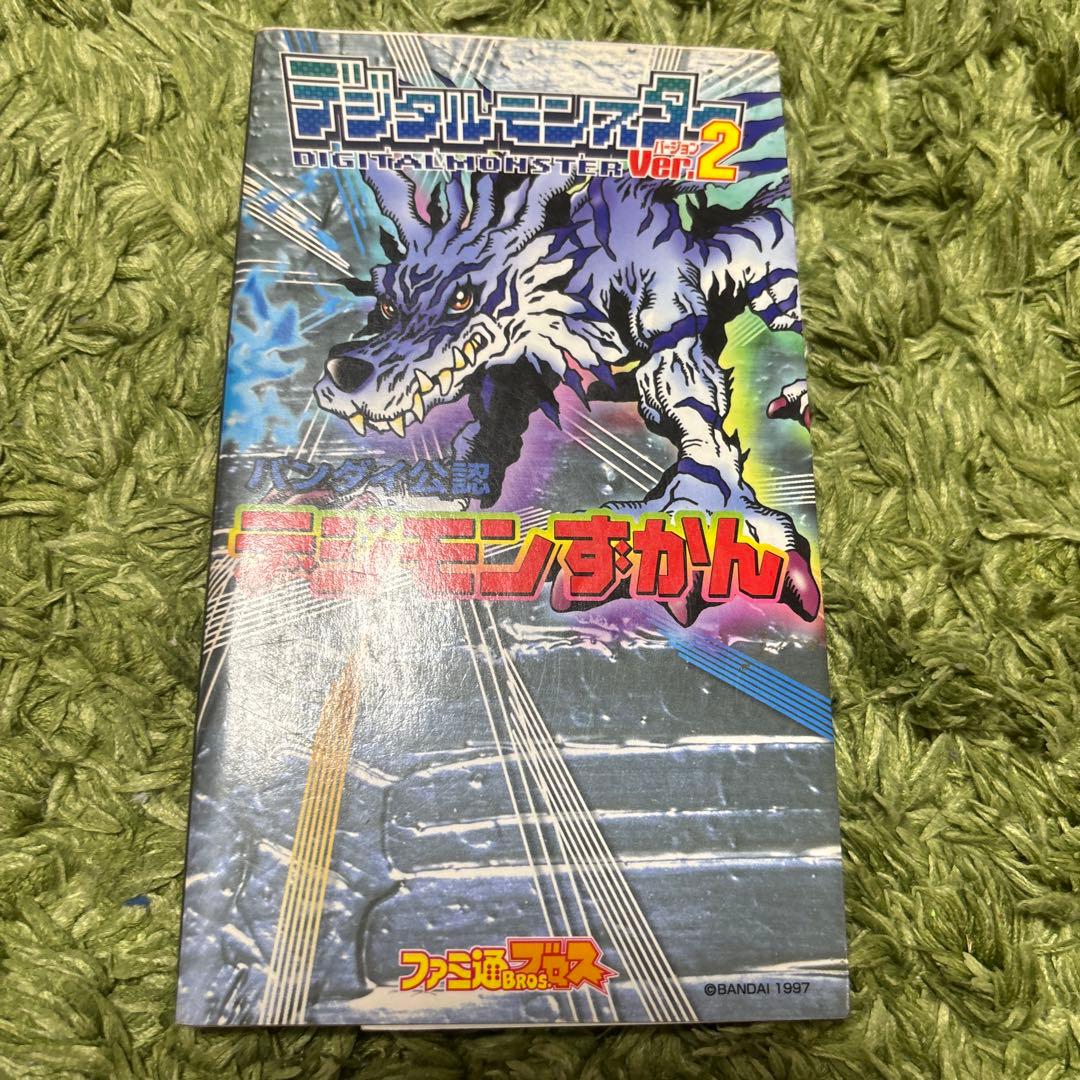 デジタルモンスター
DIGITALMONSTER
バージョン
Ver.2
バンダイ公認
デジモンずかん
ファミ通BROS.ブロス
©BANDAI 1997